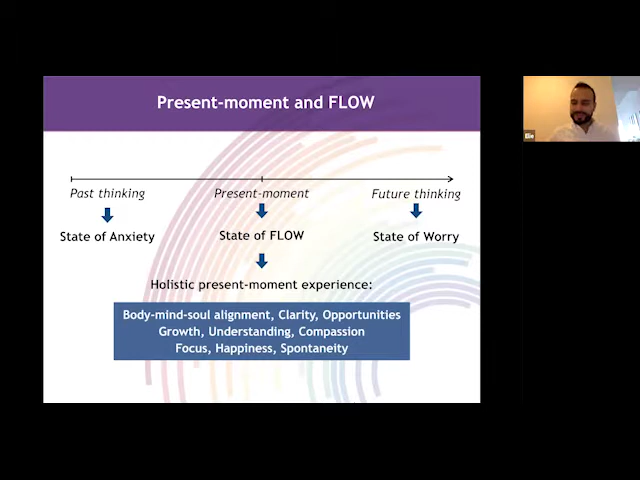 Present-moment and FLOW
Past thinking
Present-moment
Future thinking
State of Anxiety
State of FLOW
State of Worry
Holistic present-moment experience:
Body-mind-soul alignment, Clarity, Opportunities
Growth, Understanding, Compassion
Focus, Happiness, Spontaneity
Elie